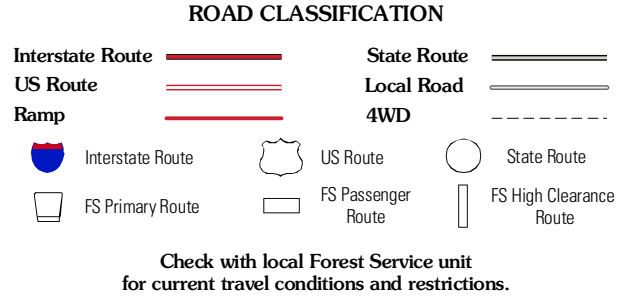 ROAD CLASSIFICATION
Interstate Route
State Route
US Route
Local Road
Ramp
4WD
Interstate Route
US Route
State Route
FS Primary Route
FS Passenger
Route
FS High Clearance
Route
Check with local Forest Service unit
for current travel conditions and restrictions.